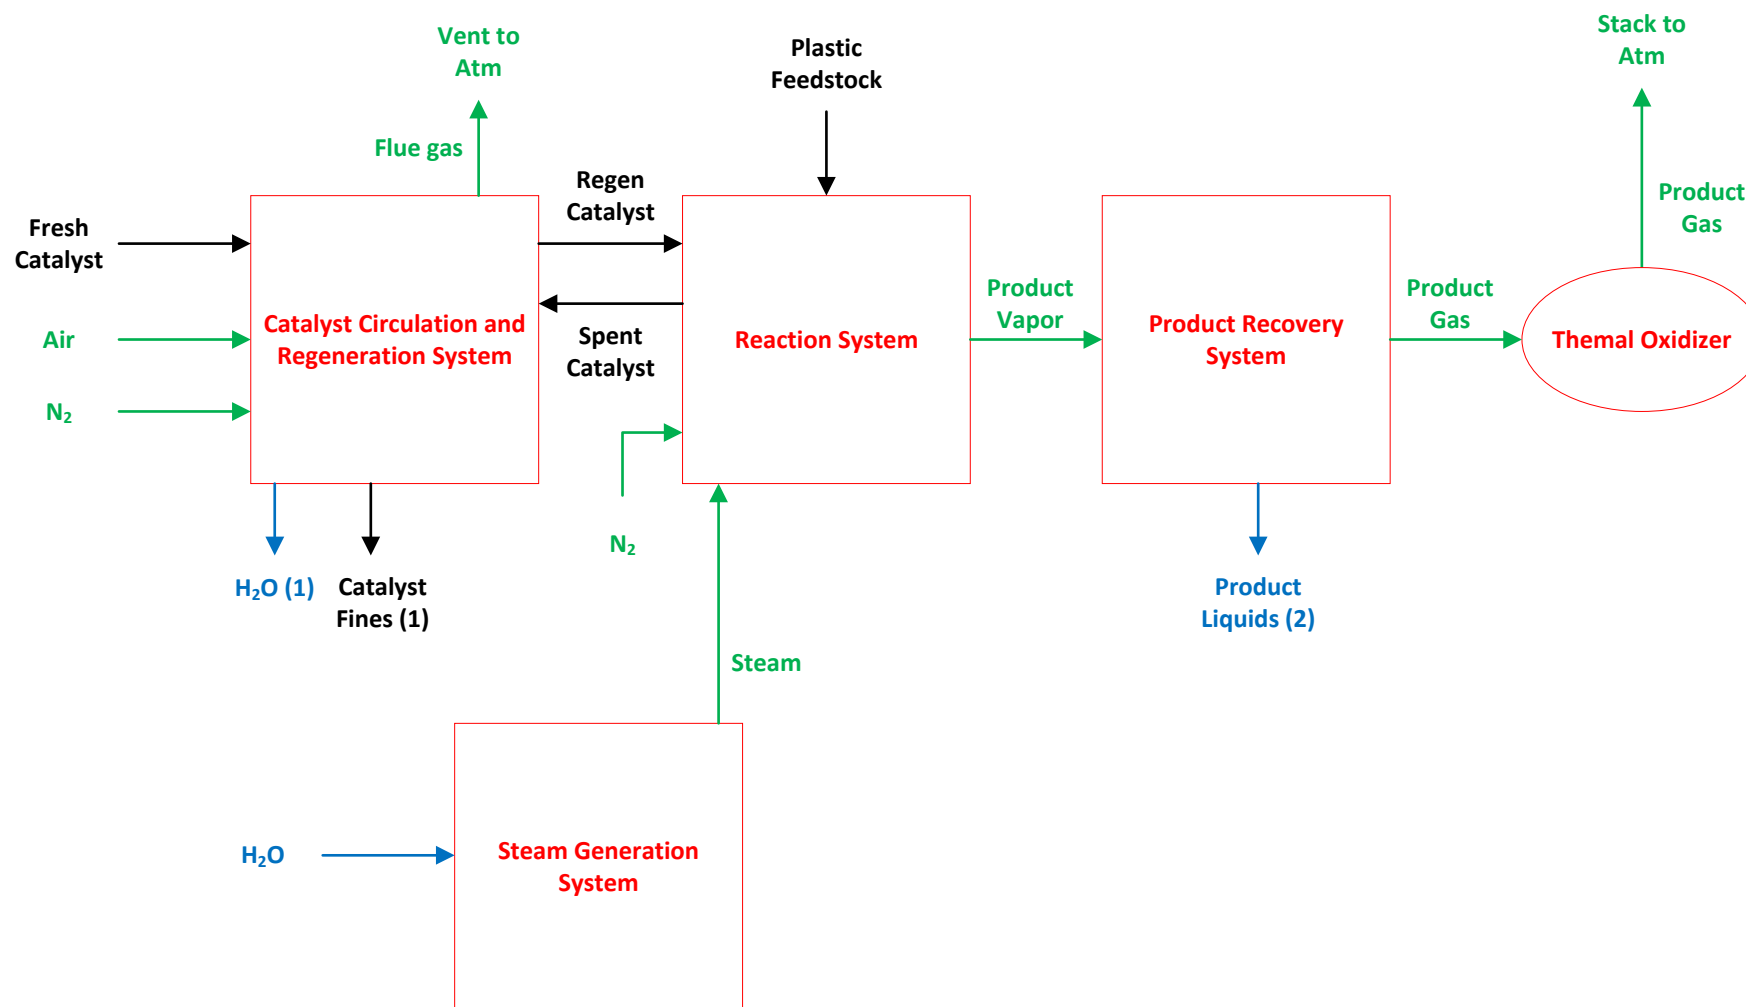 Vent to
Atm
Plastic
Feedstock
Stack to
Atm
Flue gas
Regen
Catalyst
Product
Gas
Fresh
Catalyst
Product
Vapor
Product
Gas
Catalyst Circulation and
Regeneration System
Spent
Catalyst
Reaction System
Product Recovery
System
Themal Oxidizer
Air
N₂
N₂
H₂O (1)
Catalyst
Fines (1)
Product
Liquids (2)
Steam
H₂O
Steam Generation
System